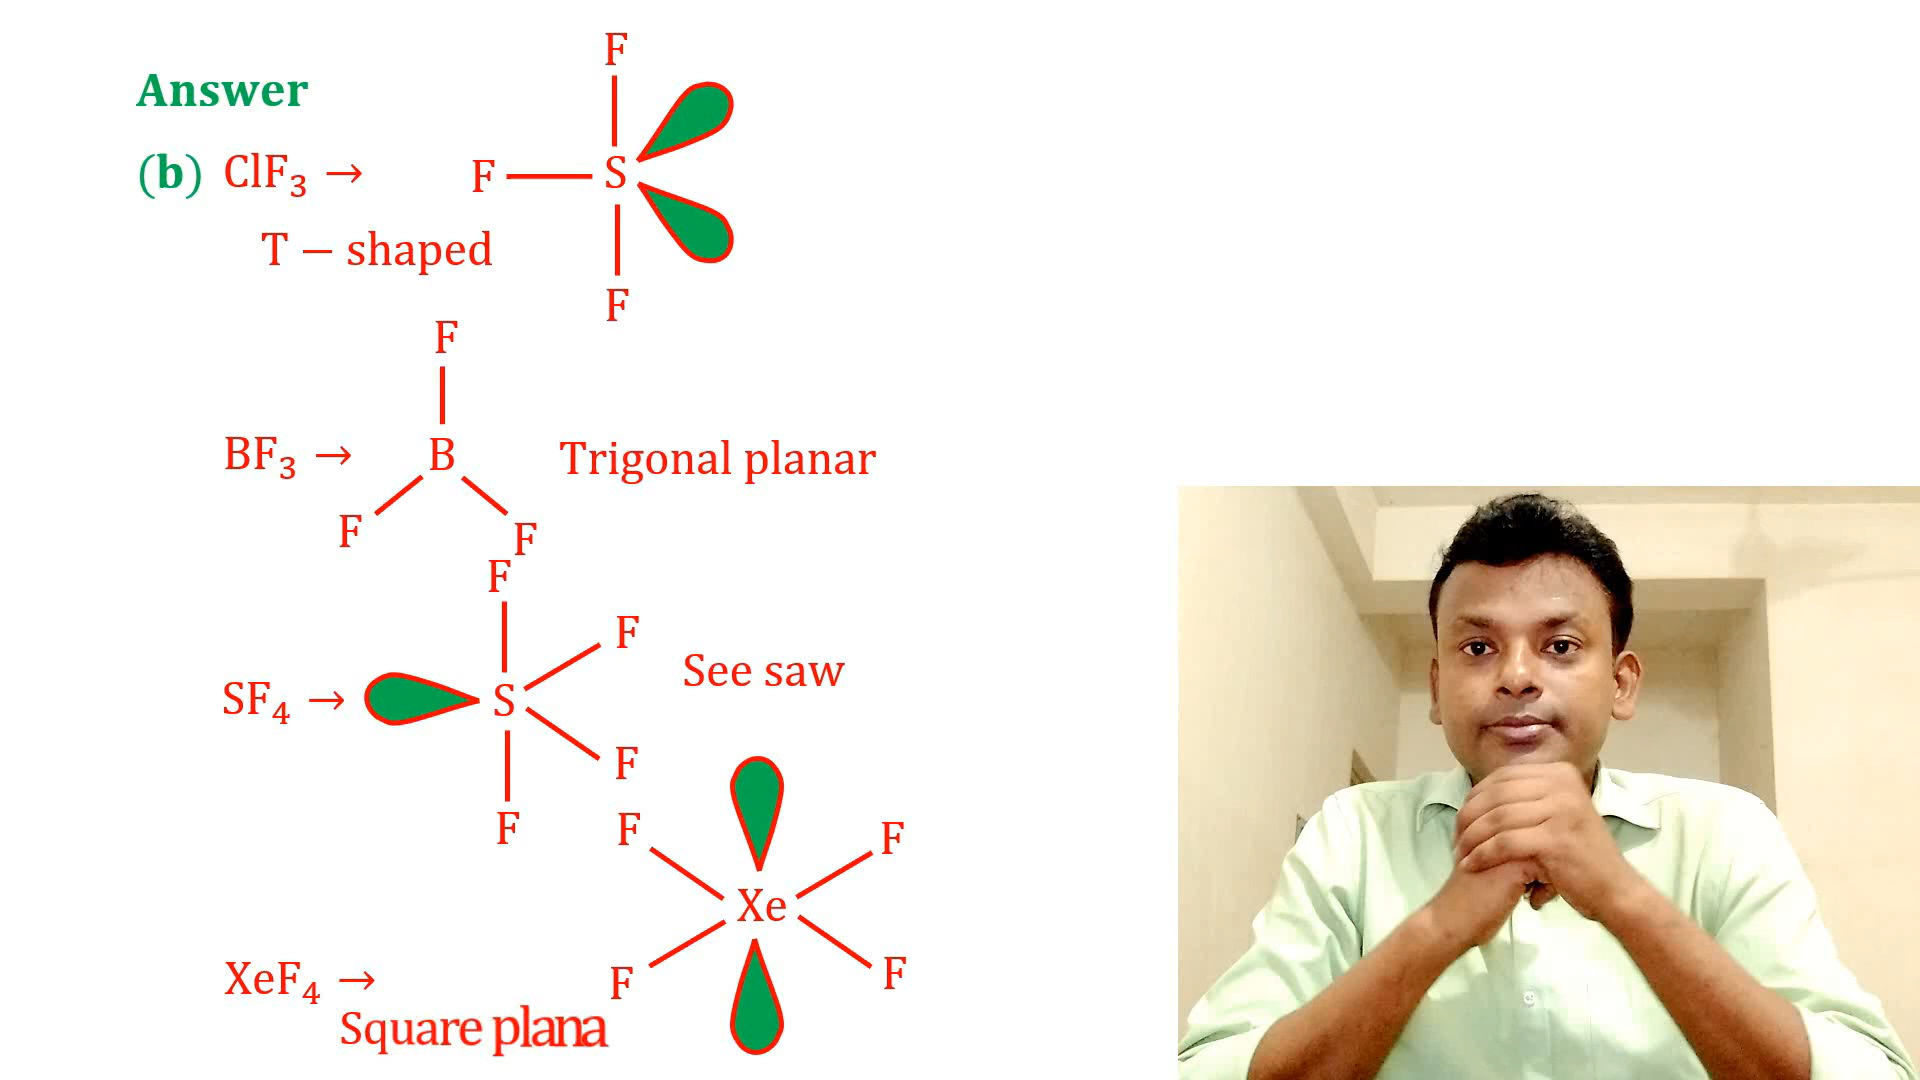 Answer
(b) ClF₃ →
F
F S
F
T – shaped
F
BF₃ → B
F F
Trigonal planar
F
F
SF₄ → S
F
F
See saw
F F
Xe
F F
XeF₄ →
Square plana